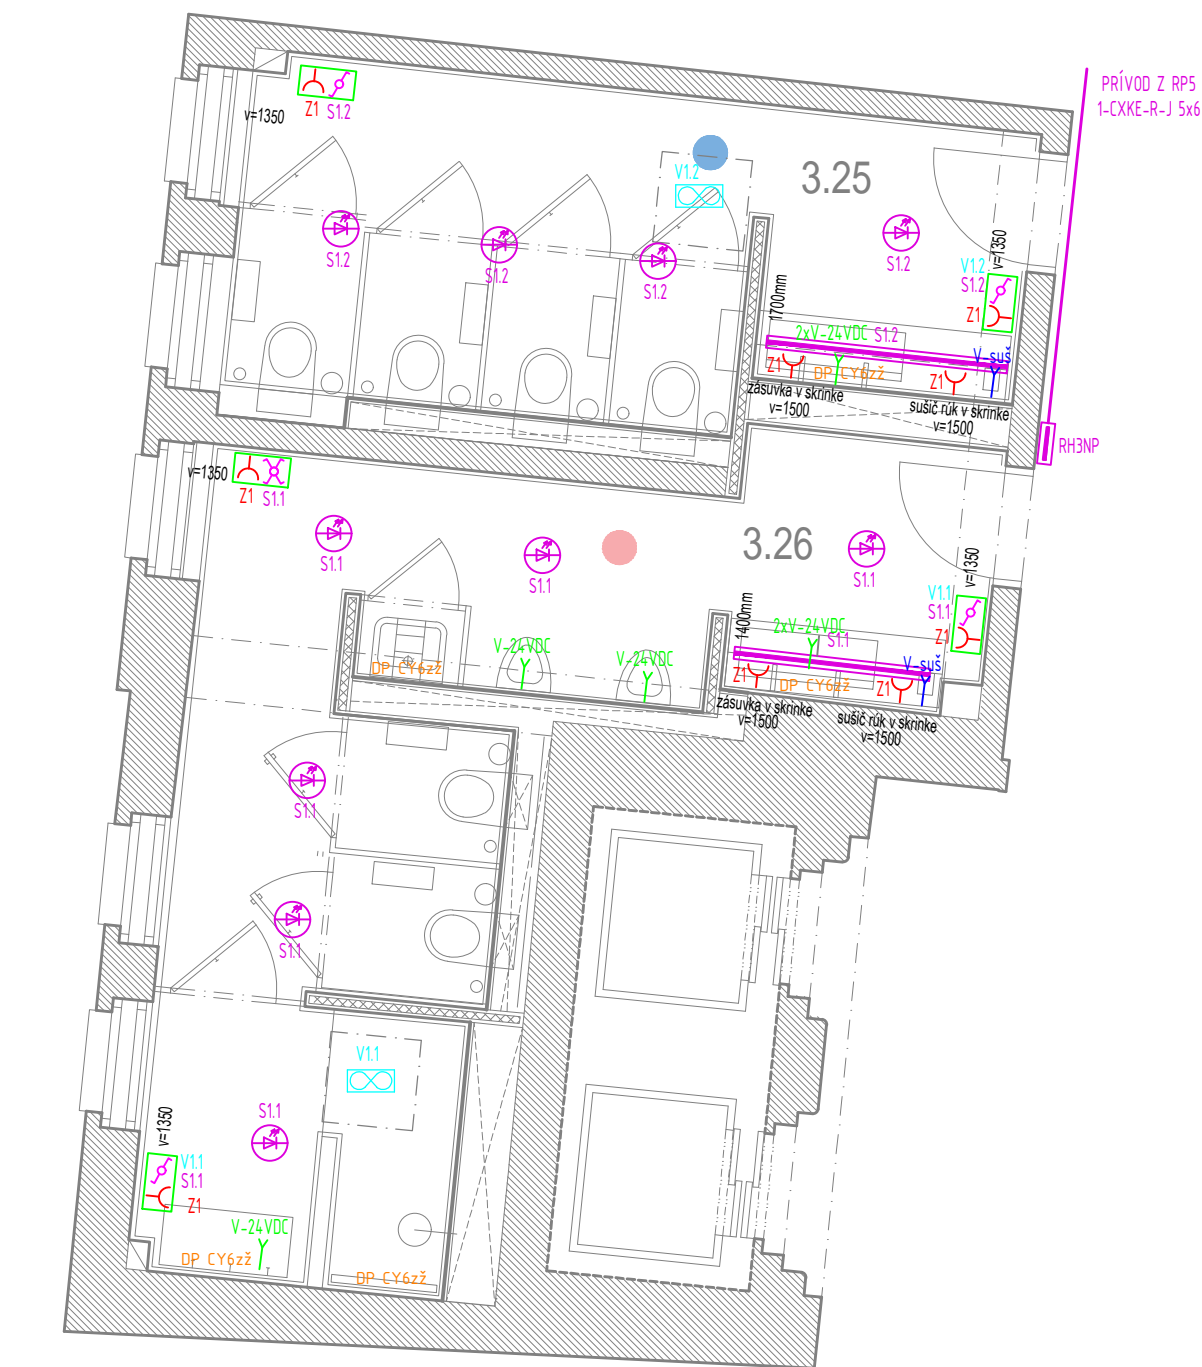 PRÍVOD Z RP5
1-CXKE-R-J 5x6
v=1350
Z1
S1.2
V1.2
3.25
S1.2
S1.2
S1.2
S1.2
v=1350
V1.2
S1.2
Z1
1700mm
2xV-24VDC
S1.2
V-suš
Z1
DP CY6zž
Z1
zásuvka v skrinke
v=1500
sušič rúk v skrinke
v=1500
RH3NP
v=1350
Z1
S1.1
S1.1
S1.1
3.26
S1.1
v=1350
V1.1
S1.1
Z1
1400mm
2xV-24VDC
S1.1
V-suš
V-24VDC
V-24VDC
DP CY6zž
Z1
DP CY6zž
Z1
zásuvka v skrinke
v=1500
sušič rúk v skrinke
v=1500
S1.1
S1.1
V1.1
S1.1
v=1350
V1.1
S1.1
Z1
V-24VDC
DP CY6zž
DP CY6zž